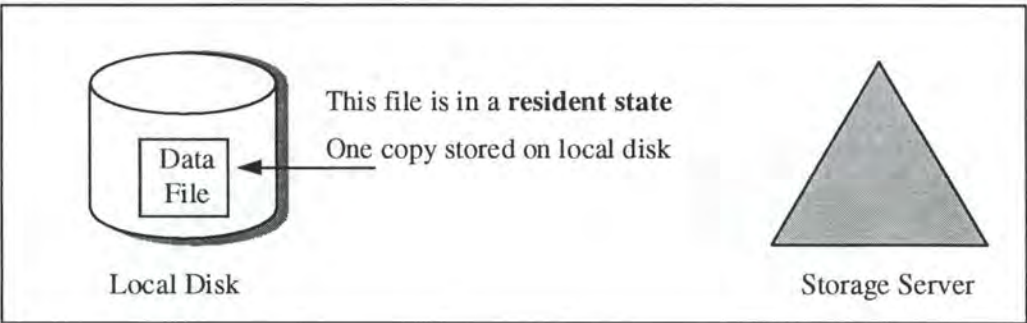 This file is in a resident state
One copy stored on local disk
Data
File
Local Disk
Storage Server